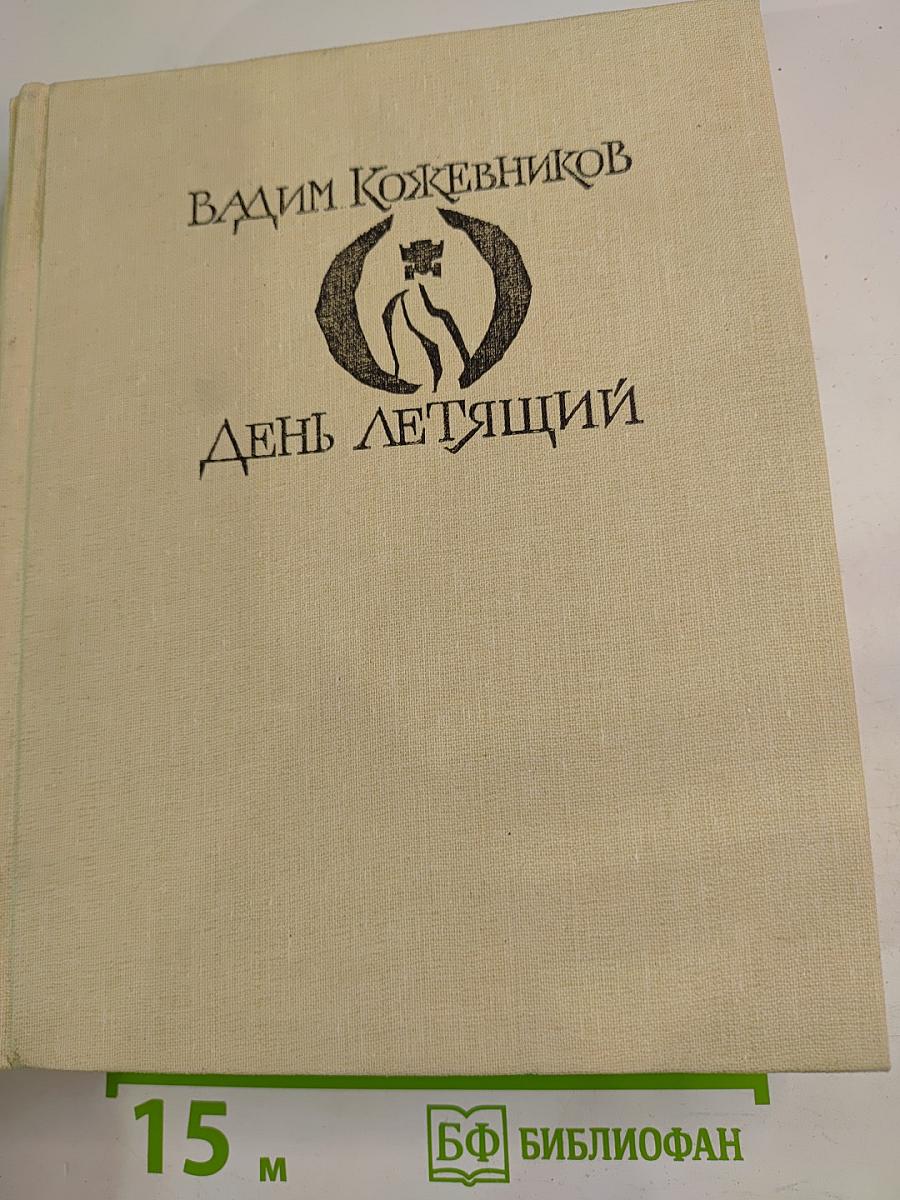 Вадим Кожевников
День летящий
15 м
БФ БИБЛИОФАН